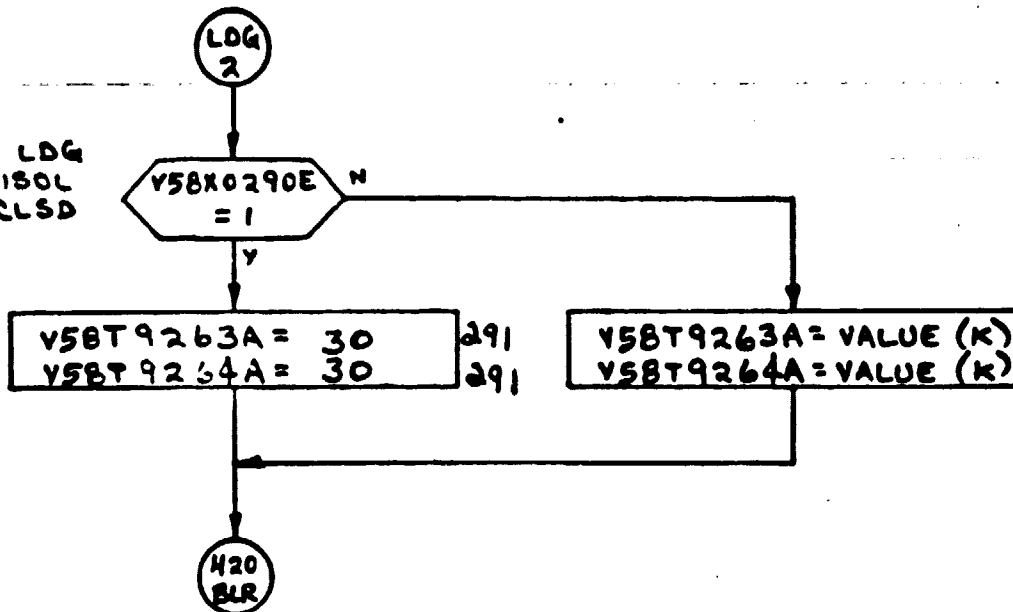 LDG
2
LDG
ISOL
CLSD
V58X0290E
= 1
N
Y
V58T9263A = 30
V58T9264A = 30
291
291
V58T9263A = VALUE (K)
V58T9264A = VALUE (K)
H20
BLR